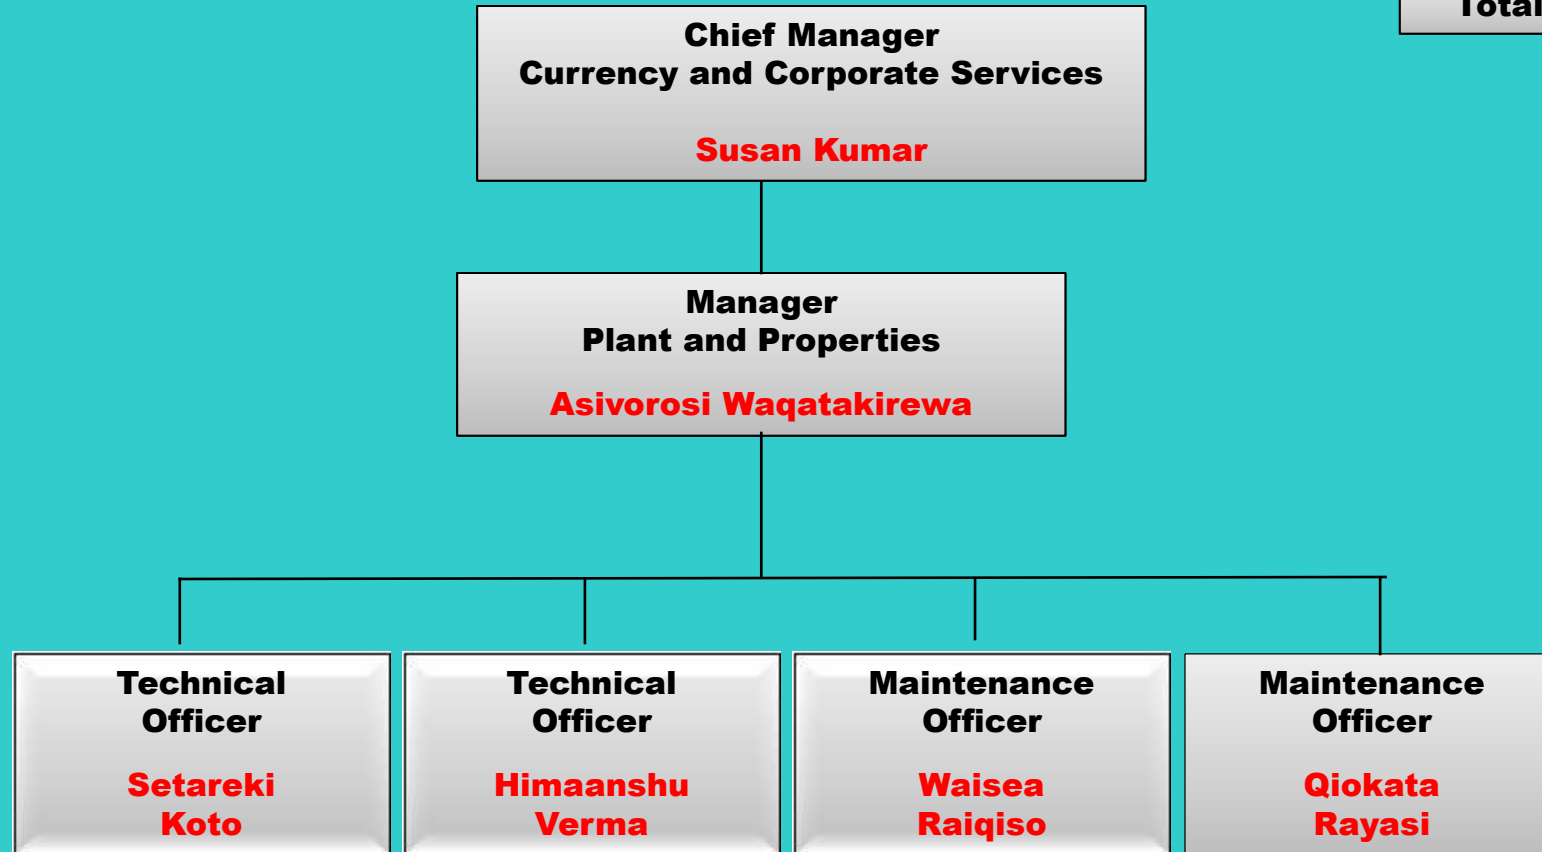 Total
Chief Manager
Currency and Corporate Services
Susan Kumar
Manager
Plant and Properties
Asivorosi Waqatakirewa
Technical
Officer
Setareki
Koto
Technical
Officer
Himaanshu
Verma
Maintenance
Officer
Waisea
Raiqiso
Maintenance
Officer
Qiokata
Rayasi